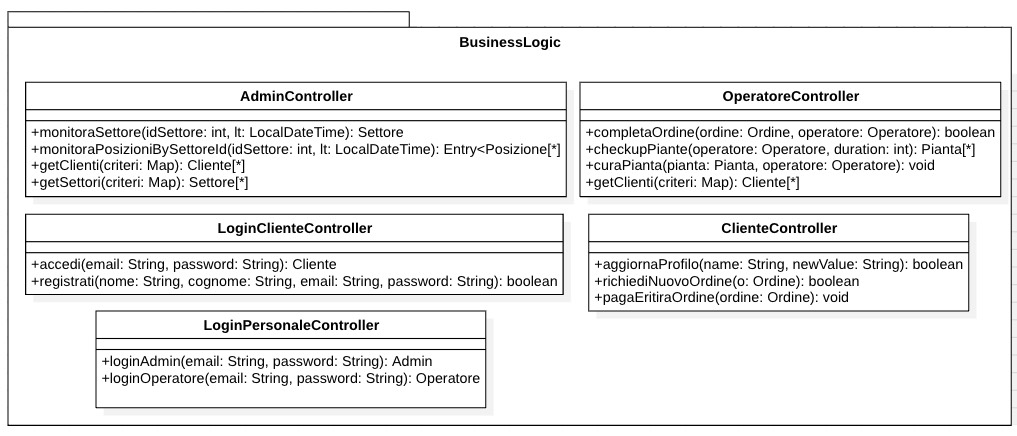 BusinessLogic
AdminController
+monitoraSettore(idSettore: int, lt: LocalDateTime): Settore
+monitoraPosizioniBySettoreId(idSettore: int, lt: LocalDateTime): Entry<Posizione[*]
+getClienti(criteri: Map): Cliente[*]
+getSettori(criteri: Map): Settore[*]
OperatoreController
+completaOrdine(ordine: Ordine, operatore: Operatore): boolean
+checkupPiante(operatore: Operatore, duration: int): Pianta[*]
+curaPianta(pianta: Pianta, operatore: Operatore): void
+getClienti(criteri: Map): Cliente[*]
LoginClienteController
+accedi(email: String, password: String): Cliente
+registrati(nome: String, cognome: String, email: String, password: String): boolean
ClienteController
+aggiornaProfilo(name: String, newValue: String): boolean
+richiediNuovoOrdine(o: Ordine): boolean
+pagaEritiraOrdine(ordine: Ordine): void
LoginPersonaleController
+loginAdmin(email: String, password: String): Admin
+loginOperatore(email: String, password: String): Operatore